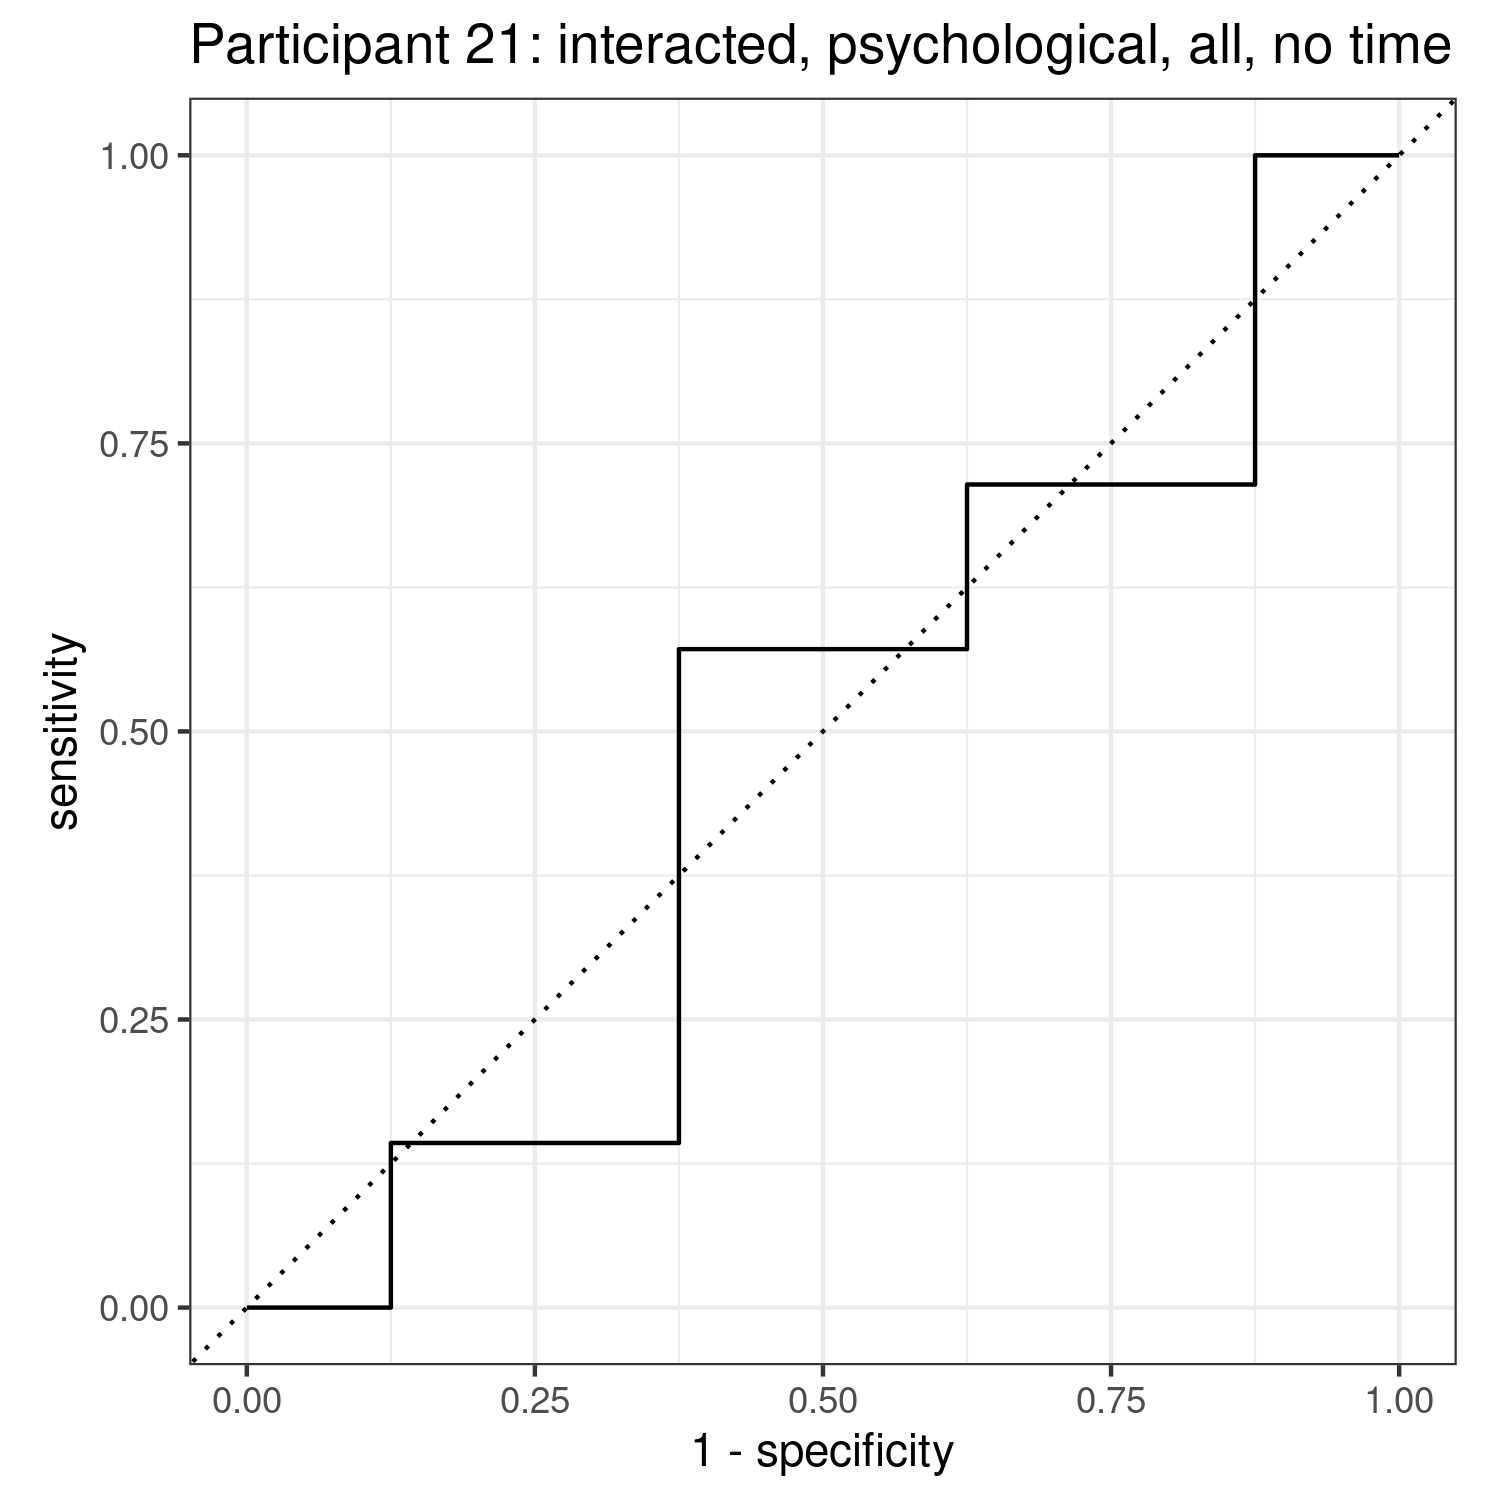 Participant 21: interacted, psychological, all, no time
1.00
0.75
0.50
0.25
0.00
sensitivity
0.00 0.25 0.50 0.75 1.00
1 - specificity